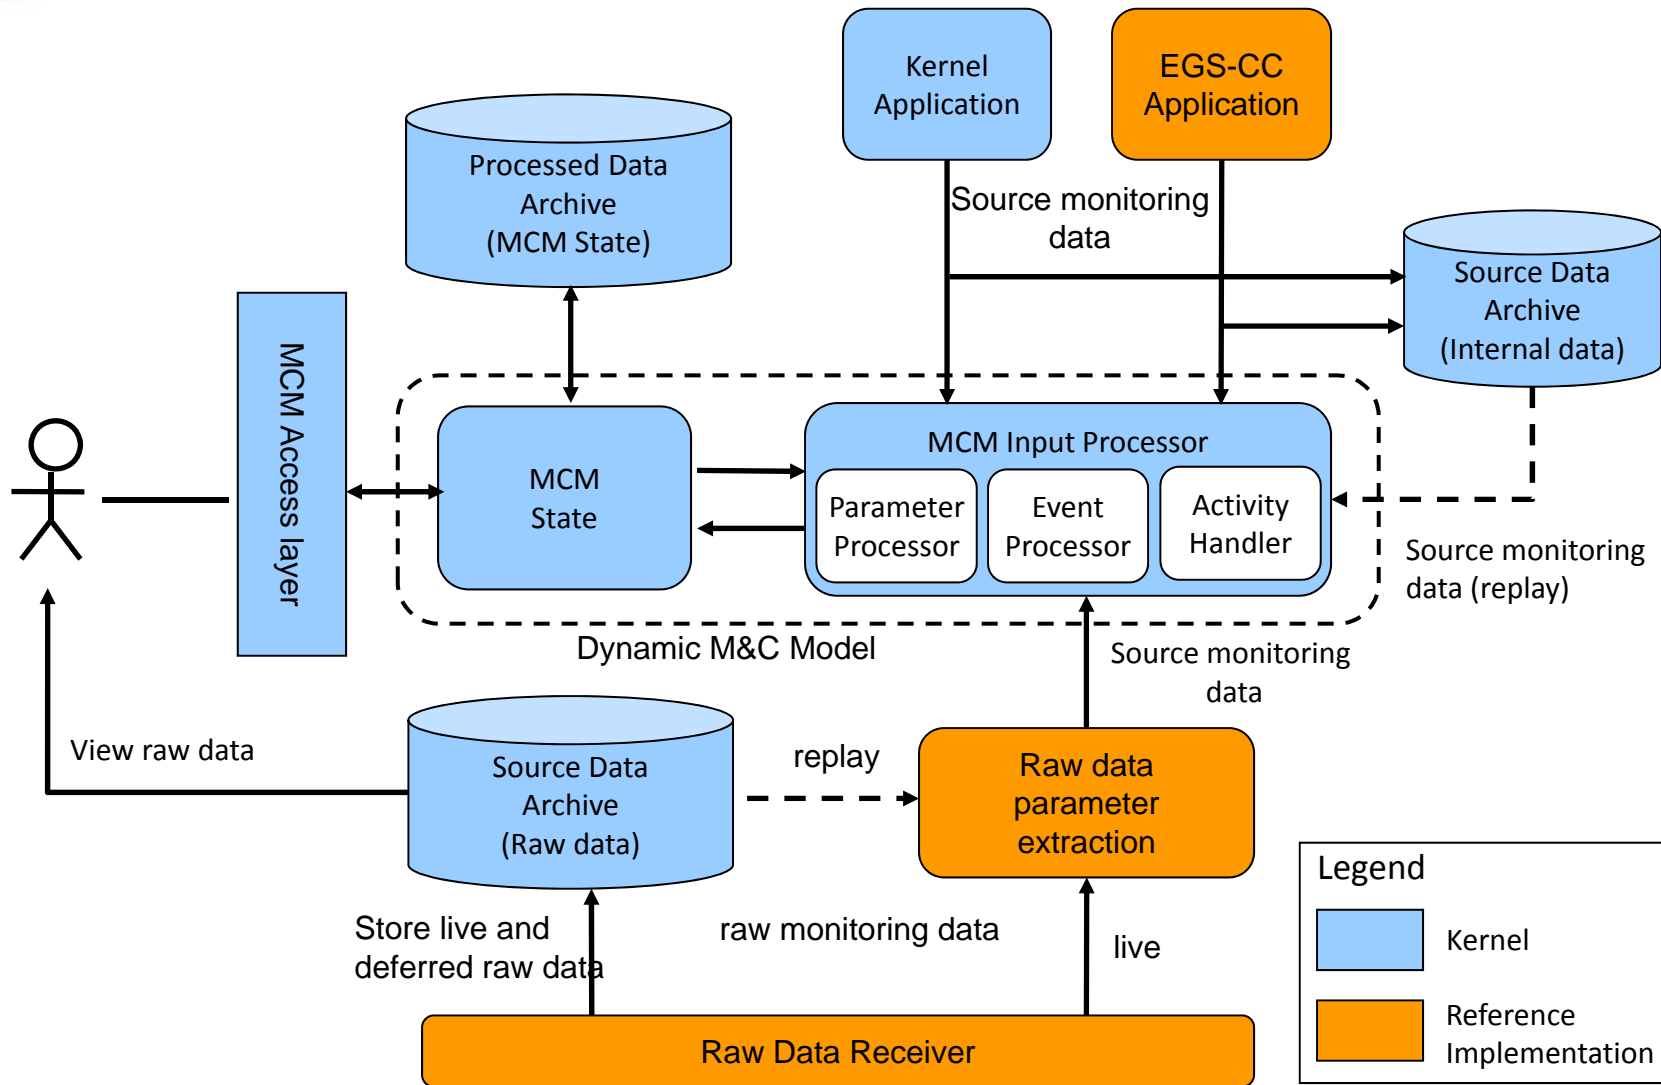 Kernel
Application
EGS-CC
Application
Processed Data
Archive
(MCM State)
Source monitoring
data
Source Data
Archive
(Internal data)
MCM Access layer
MCM
State
MCM Input Processor
Parameter
Processor
Event
Processor
Activity
Handler
Source monitoring
data (replay)
Dynamic M&C Model
Source monitoring
data
View raw data
Source Data
Archive
(Raw data)
replay
Raw data
parameter
extraction
Store live and
deferred raw data
raw monitoring data
live
Raw Data Receiver
Legend
Kernel
Reference
Implementation